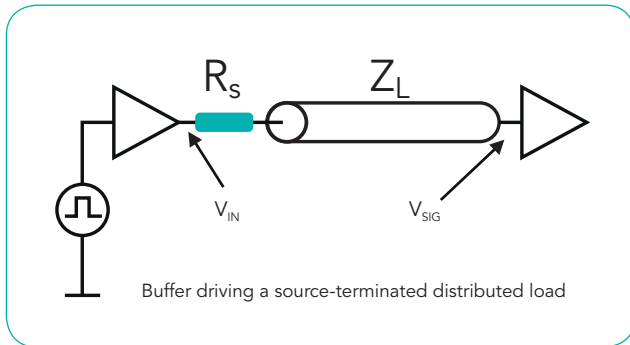 Rs ZL
VIN VSIG
Buffer driving a source-terminated distributed load